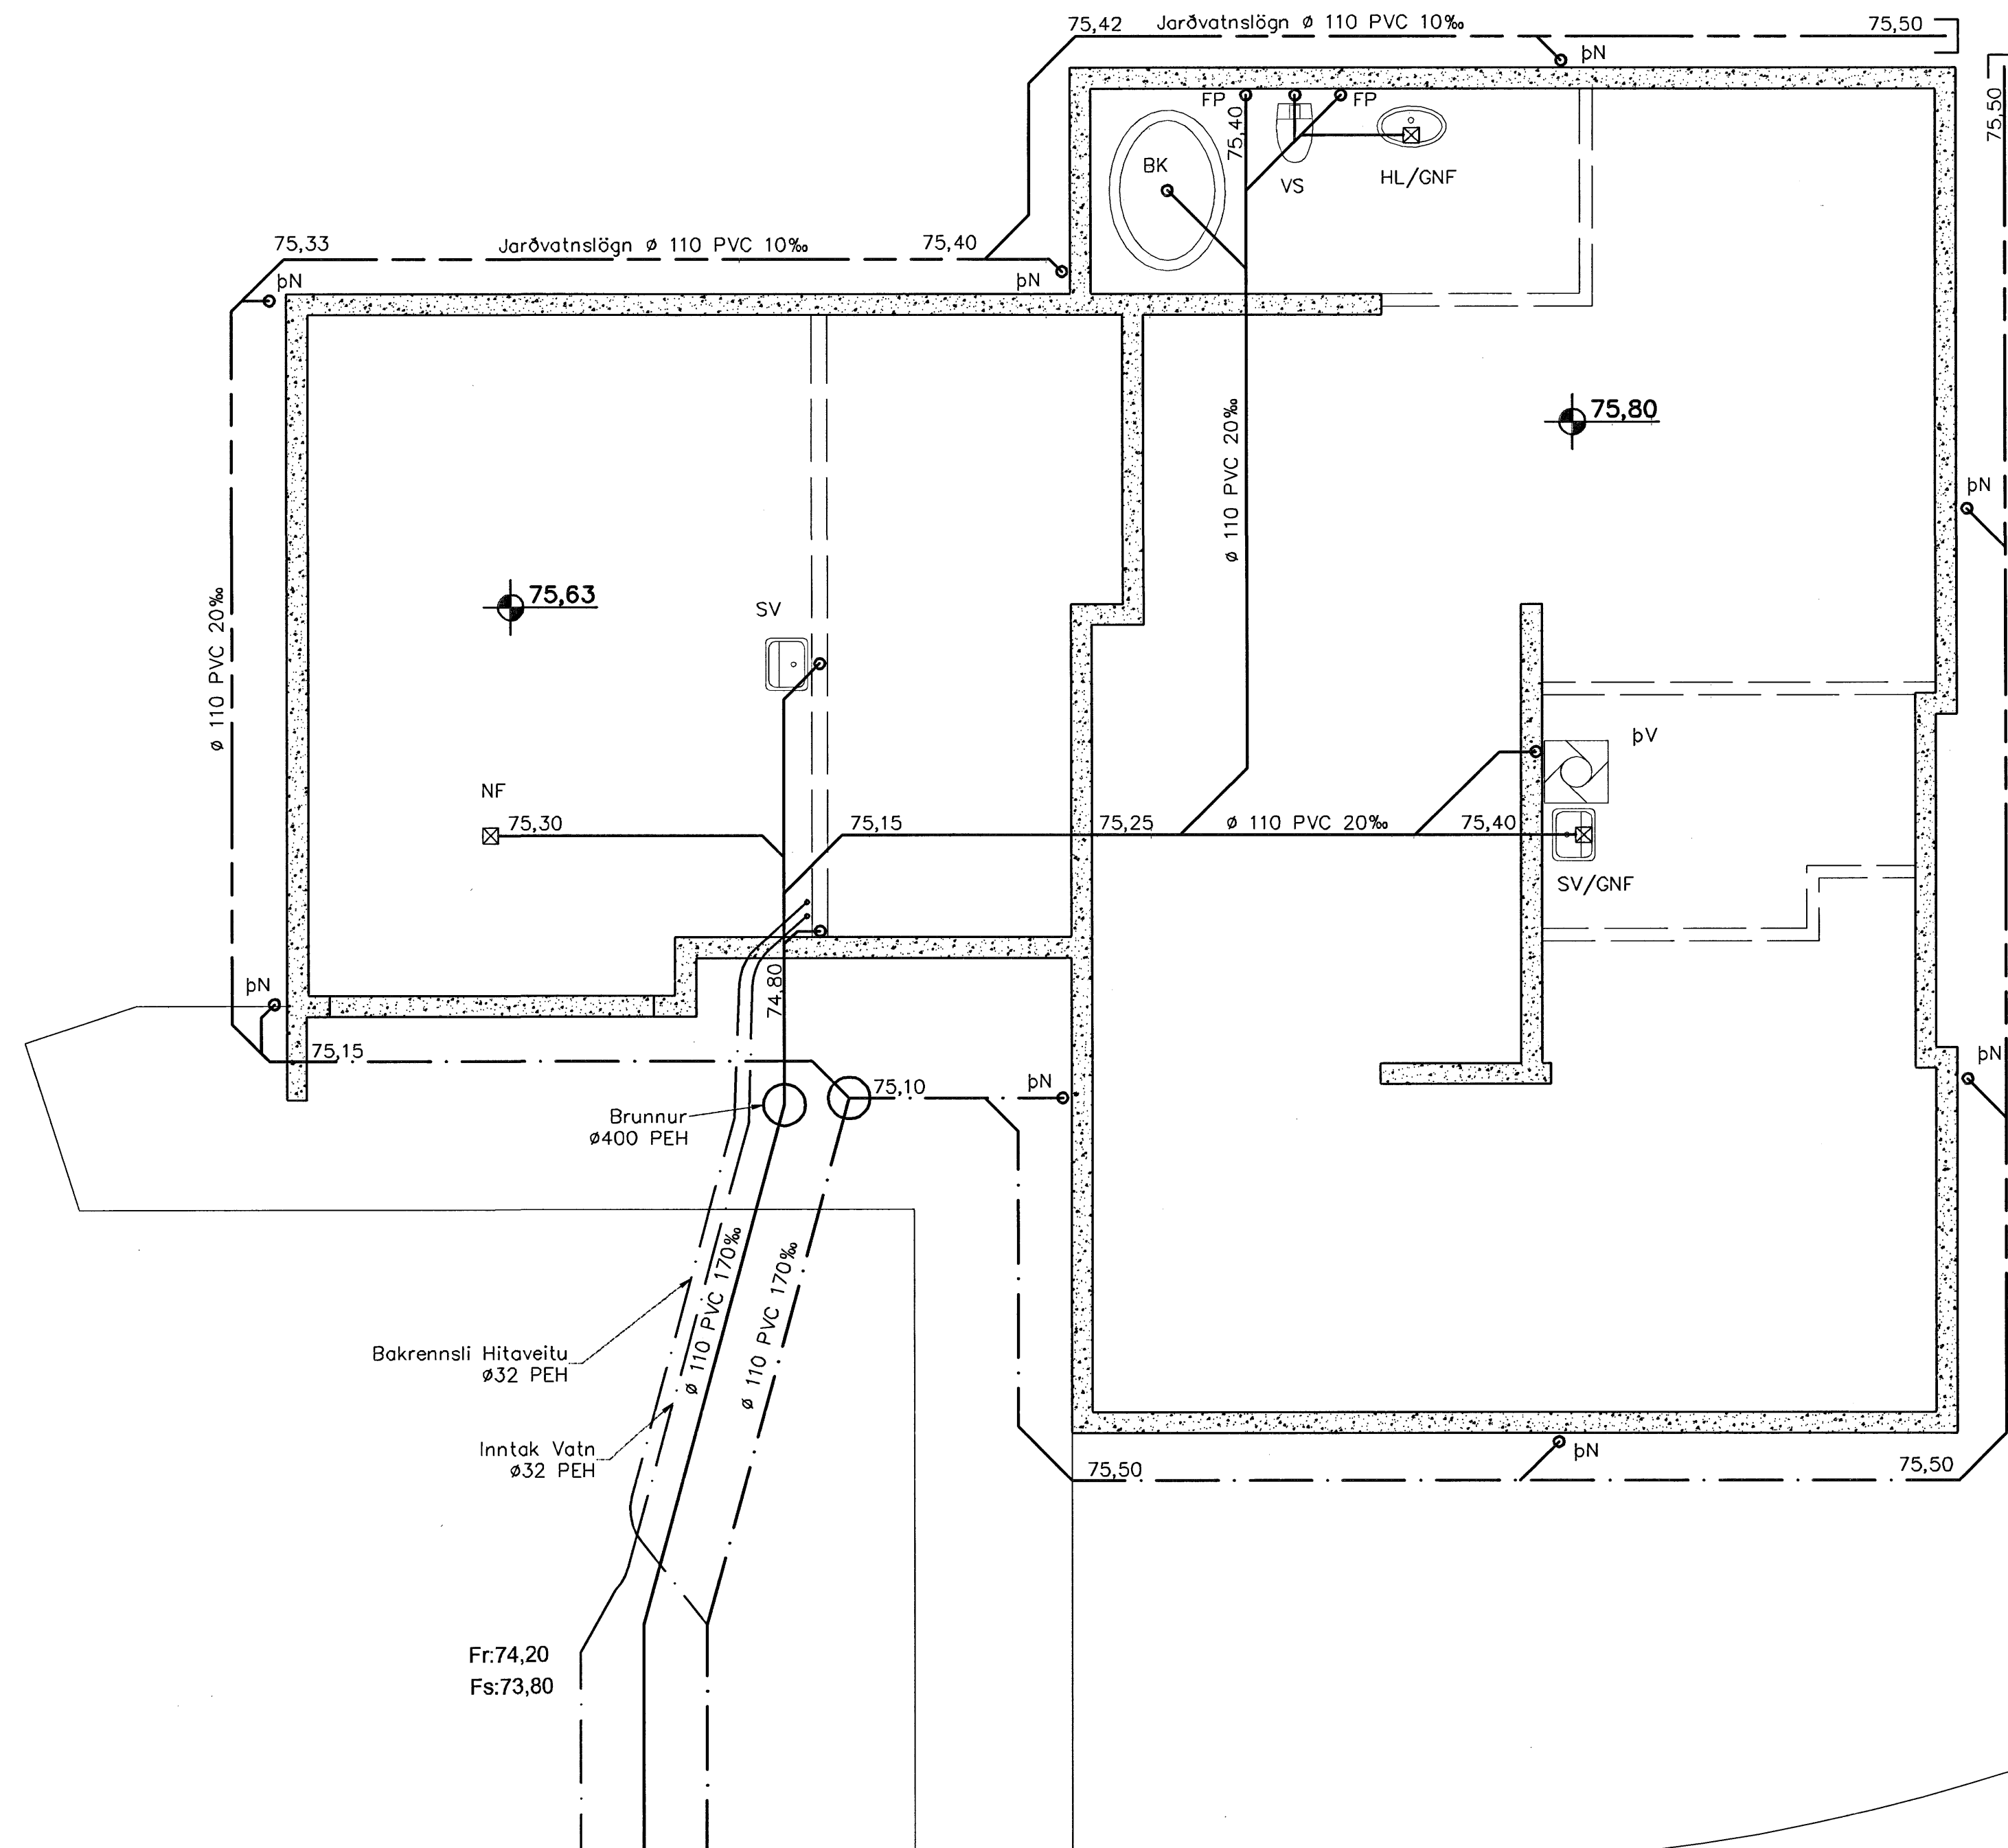 75,42
Jarðvatnslögn ø 110 PVC 10‰
75,50
þN
75,50
FP
FP
75,40
BK
VS
HL/GNF
75,33
Jarðvatnslögn ø 110 PVC 10‰
75,40
þN
þN
75,80
ø 110 PVC 20‰
þN
75,63
SV
ø 110 PVC 20‰
þV
NF
75,30
75,15
75,25
ø 110 PVC 20‰
75,40
SV/GNF
74,80
þN
75,15
75,10
þN
þN
Brunnur
ø400 PEH
ø 110 PVC 170‰
ø 110 PVC 170‰
Bakrennsli Hitaveitu
ø32 PEH
Inntak Vatn
ø32 PEH
þN
75,50
75,50
Fr:74,20
Fs:73,80